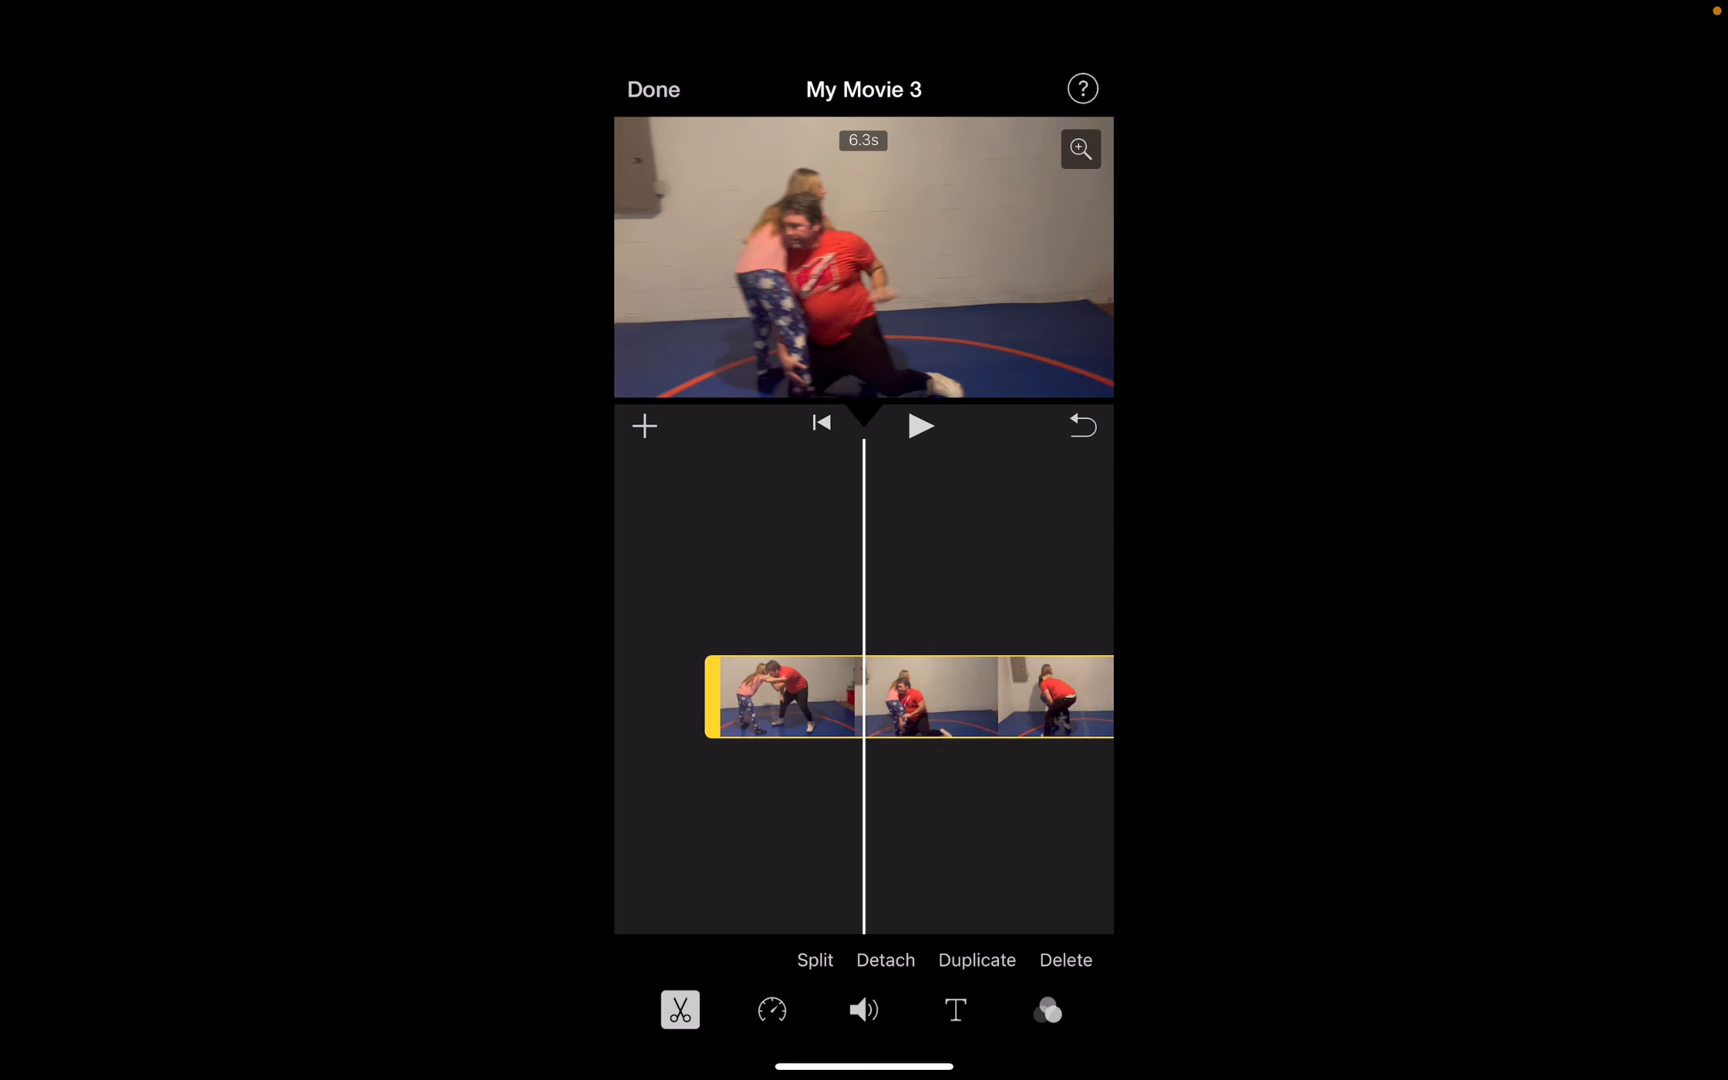 Done
My Movie 3
?
6.3s
Split
Detach
Duplicate
Delete
T